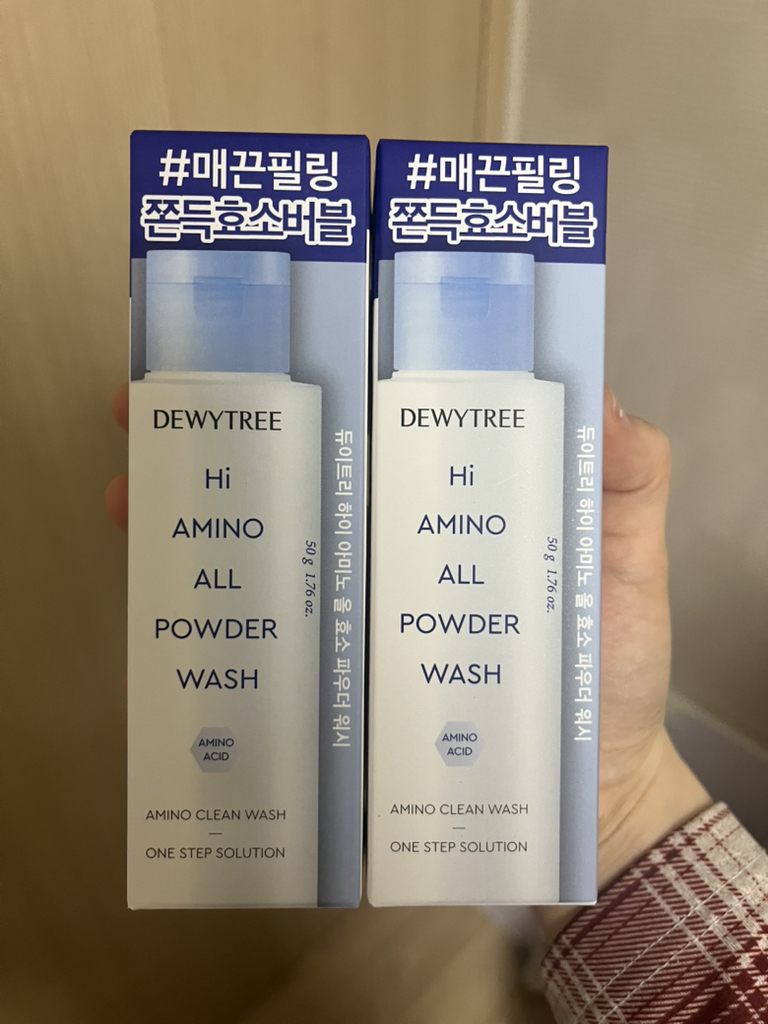 #매끈필링
쫀득효소버블
DEWYTREE
Hi
AMINO
ALL
POWDER
WASH
AMINO
ACID
AMINO CLEAN WASH
ONE STEP SOLUTION
50 g 1.76 oz.
듀이트리 하이 아미노 올 효소 파우더 워시
#매끈필링
쫀득효소버블
DEWYTREE
Hi
AMINO
ALL
POWDER
WASH
AMINO
ACID
AMINO CLEAN WASH
ONE STEP SOLUTION
50 g 1.76 oz.
듀이트리 하이 아미노 올 효소 파우더 워시